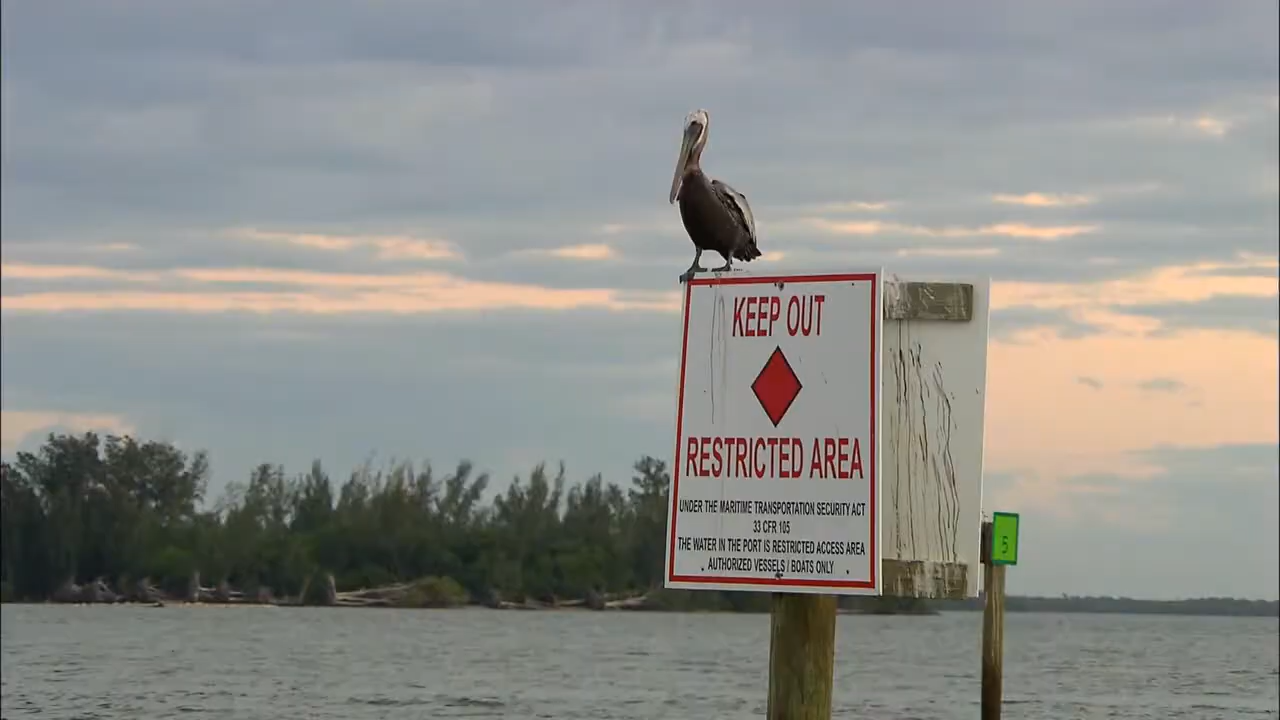 KEEP OUT
RESTRICTED AREA
UNDER THE MARITIME TRANSPORTATION SECURITY ACT
33 CFR 105
THE WATER IN THE PORT IS RESTRICTED ACCESS AREA
AUTHORIZED VESSELS / BOATS ONLY
5